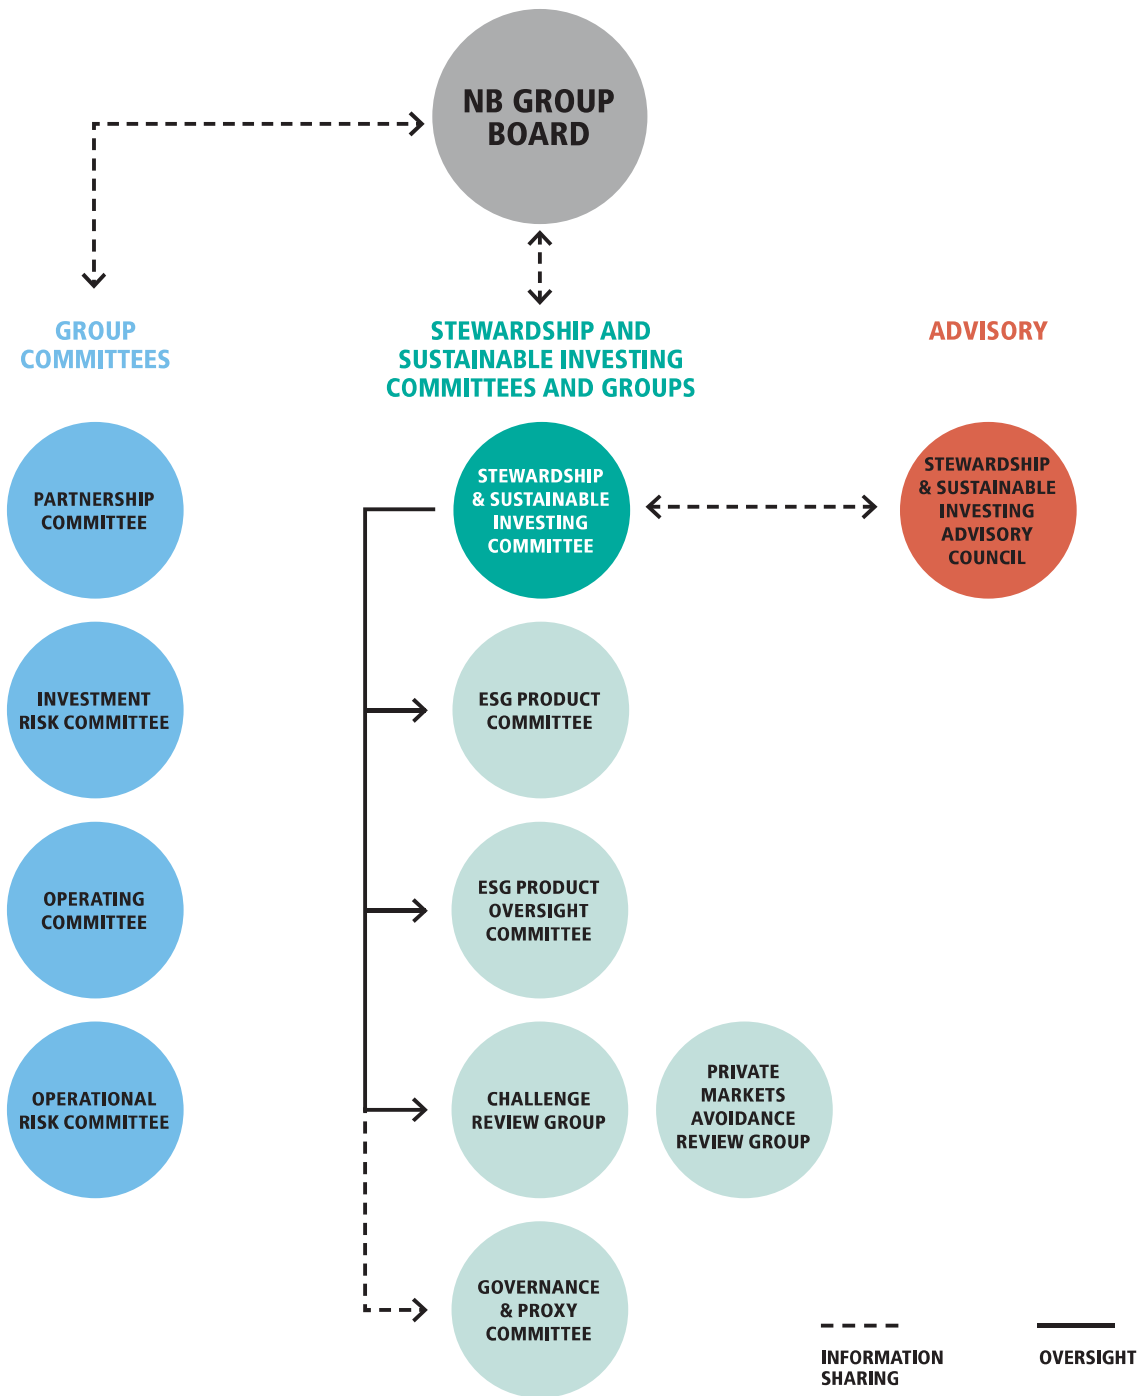 NB GROUP
BOARD
GROUP
COMMITTEES
STEWARDSHIP AND
SUSTAINABLE INVESTING
COMMITTEES AND GROUPS
ADVISORY
PARTNERSHIP
COMMITTEE
STEWARDSHIP
& SUSTAINABLE
INVESTING
COMMITTEE
STEWARDSHIP
& SUSTAINABLE
INVESTING
ADVISORY
COUNCIL
INVESTMENT
RISK COMMITTEE
ESG PRODUCT
COMMITTEE
OPERATING
COMMITTEE
ESG PRODUCT
OVERSIGHT
COMMITTEE
OPERATIONAL
RISK COMMITTEE
CHALLENGE
REVIEW GROUP
PRIVATE
MARKETS
AVOIDANCE
REVIEW GROUP
GOVERNANCE
& PROXY
COMMITTEE
INFORMATION
SHARING
OVERSIGHT